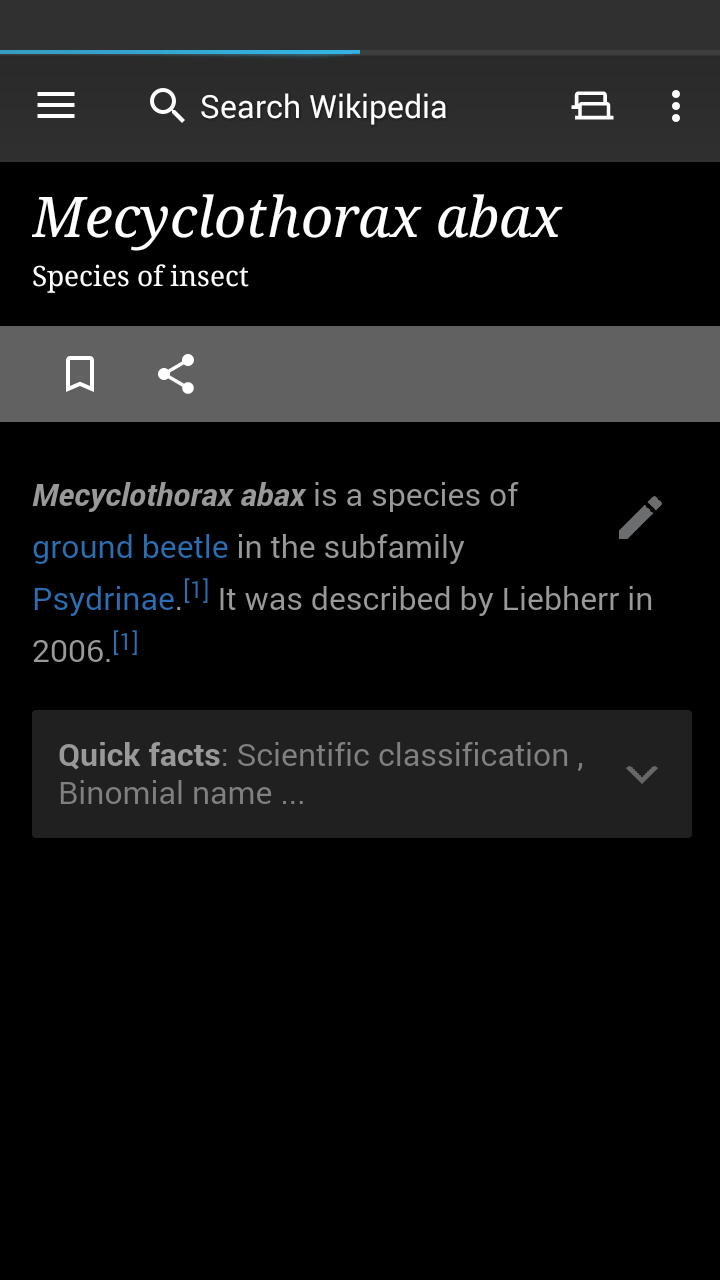 Search Wikipedia
Mecyclothorax abax
Species of insect
Mecyclothorax abax is a species of
ground beetle in the subfamily
Psydrinae.[1] It was described by Liebherr in
2006.[1]
Quick facts: Scientific classification ,
Binomial name ...